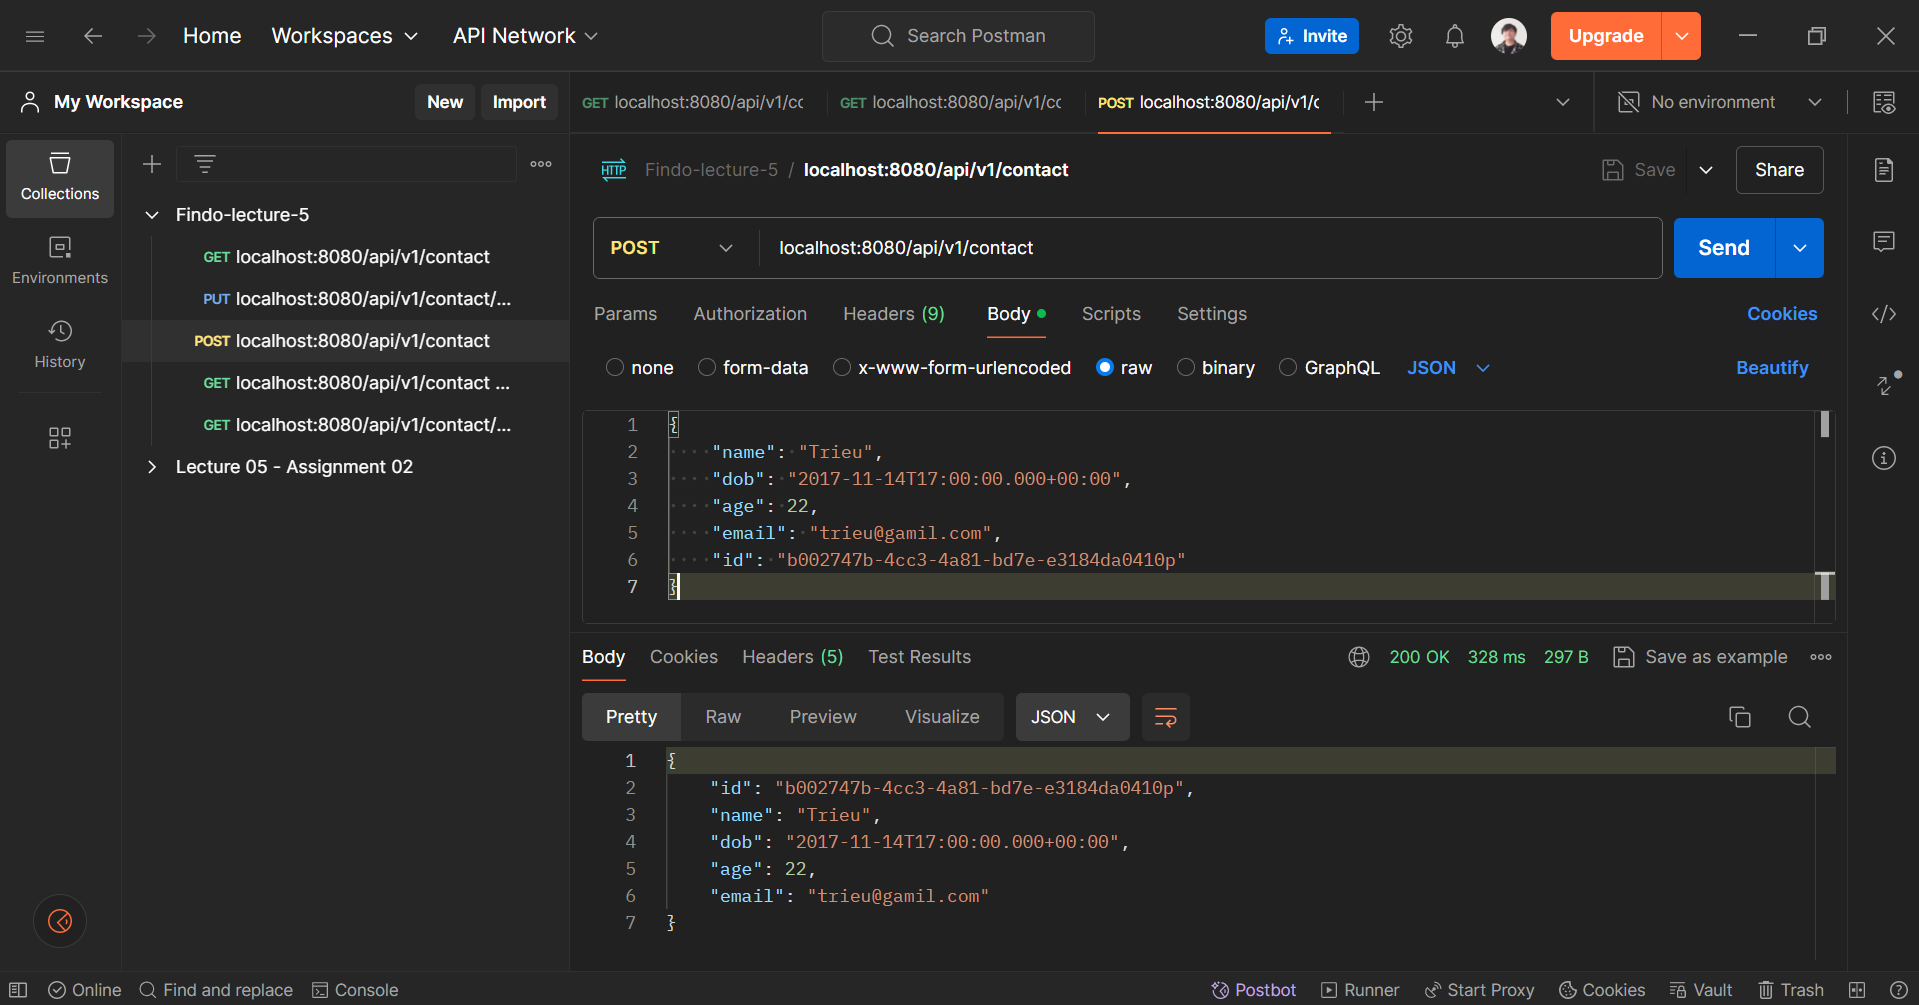 Home Workspaces API Network Search Postman Invite Upgrade
My Workspace New Import
GET localhost:8080/api/v1/cc GET localhost:8080/api/v1/cc POST localhost:8080/api/v1/c No environment
Collections
Environments
History
Findo-lecture-5
GET localhost:8080/api/v1/contact
PUT localhost:8080/api/v1/contact/...
POST localhost:8080/api/v1/contact
GET localhost:8080/api/v1/contact ...
GET localhost:8080/api/v1/contact/...
Lecture 05 - Assignment 02
HTTP Findo-lecture-5 / localhost:8080/api/v1/contact Save Share
POST localhost:8080/api/v1/contact Send
Params Authorization Headers (9) Body Scripts Settings Cookies
none form-data x-www-form-urlencoded raw binary GraphQL JSON Beautify
1 {
2 "name": "Trieu",
3 "dob": "2017-11-14T17:00:00.000+00:00",
4 "age": 22,
5 "email": "trieu@gamil.com",
6 "id": "b002747b-4cc3-4a81-bd7e-e3184da0410p"
7 }
Body Cookies Headers (5) Test Results 200 OK 328 ms 297 B Save as example
Pretty Raw Preview Visualize JSON
1 {
2 "id": "b002747b-4cc3-4a81-bd7e-e3184da0410p",
3 "name": "Trieu",
4 "dob": "2017-11-14T17:00:00.000+00:00",
5 "age": 22,
6 "email": "trieu@gamil.com"
7 }
Online Find and replace Console Postbot Runner Start Proxy Cookies Vault Trash